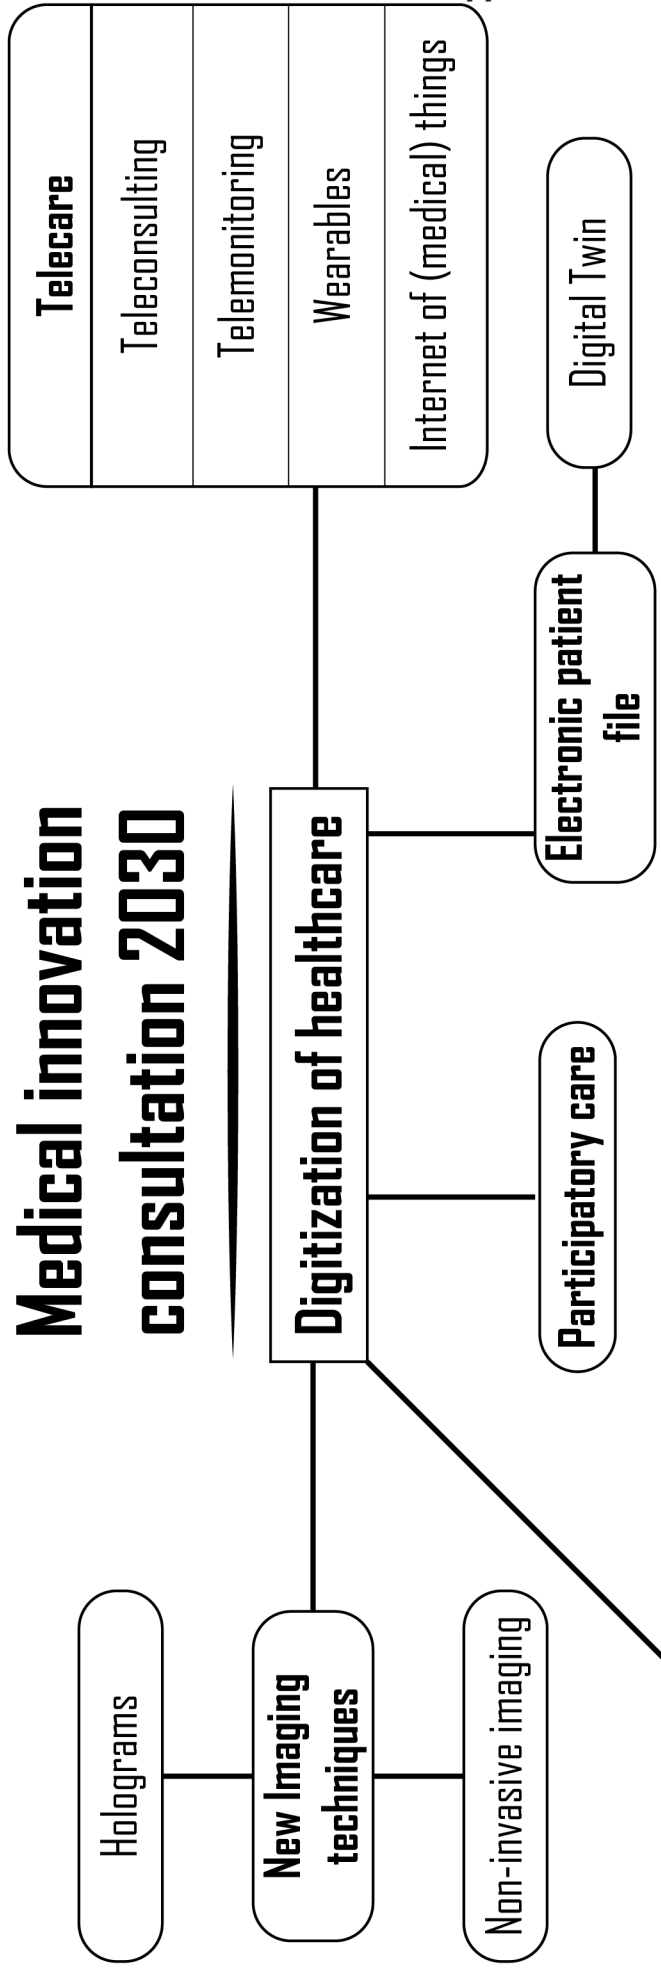 Medical innovation
consultation 2030
Digitization of healthcare
Telecare
Teleconsulting
Telemonitoring
Wearables
Internet of (medical) things
Holograms
New Imaging
techniques
Non-invasive imaging
Participatory care
Electronic patient
file
Digital Twin